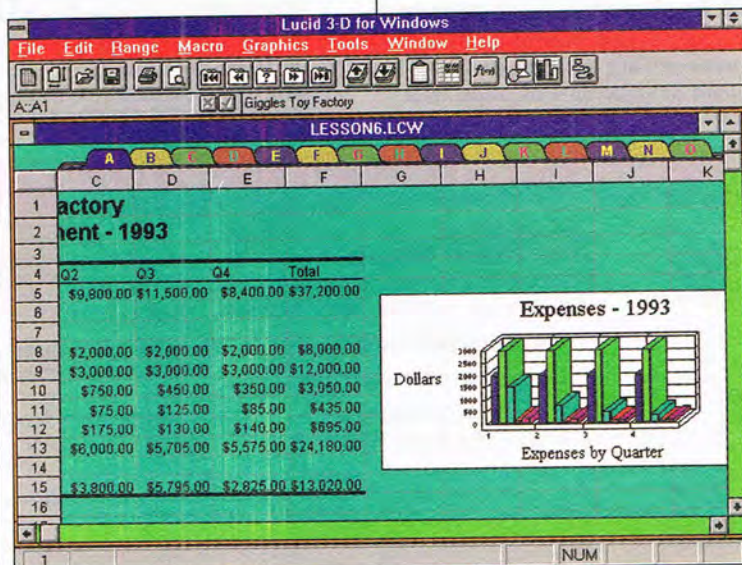 Lucid 3-D for Windows
File Edit Range Macro Graphics Tools Window Help
A:A1 Giggles Toy Factory
LESSON6.LCW
A B C D E F G H I J K L M N O
C D E F G H I J K
1 actory
2 nent - 1993
3
4 Q2 Q3 Q4 Total
5 $9,800.00 $11,500.00 $8,400.00 $37,200.00
6
7
8 $2,000.00 $2,000.00 $2,000.00 $8,000.00
9 $3,000.00 $3,000.00 $3,000.00 $12,000.00
10 $750.00 $450.00 $350.00 $3,050.00
11 $75.00 $125.00 $85.00 $435.00
12 $175.00 $130.00 $140.00 $695.00
13 $6,000.00 $5,705.00 $5,575.00 $24,180.00
14
15 $3,800.00 $5,795.00 $2,825.00 $13,020.00
16
Expenses - 1993
Dollars
3000
2500
2000
1500
1000
$00
0
1 2 3 4
Expenses by Quarter
1 NUM